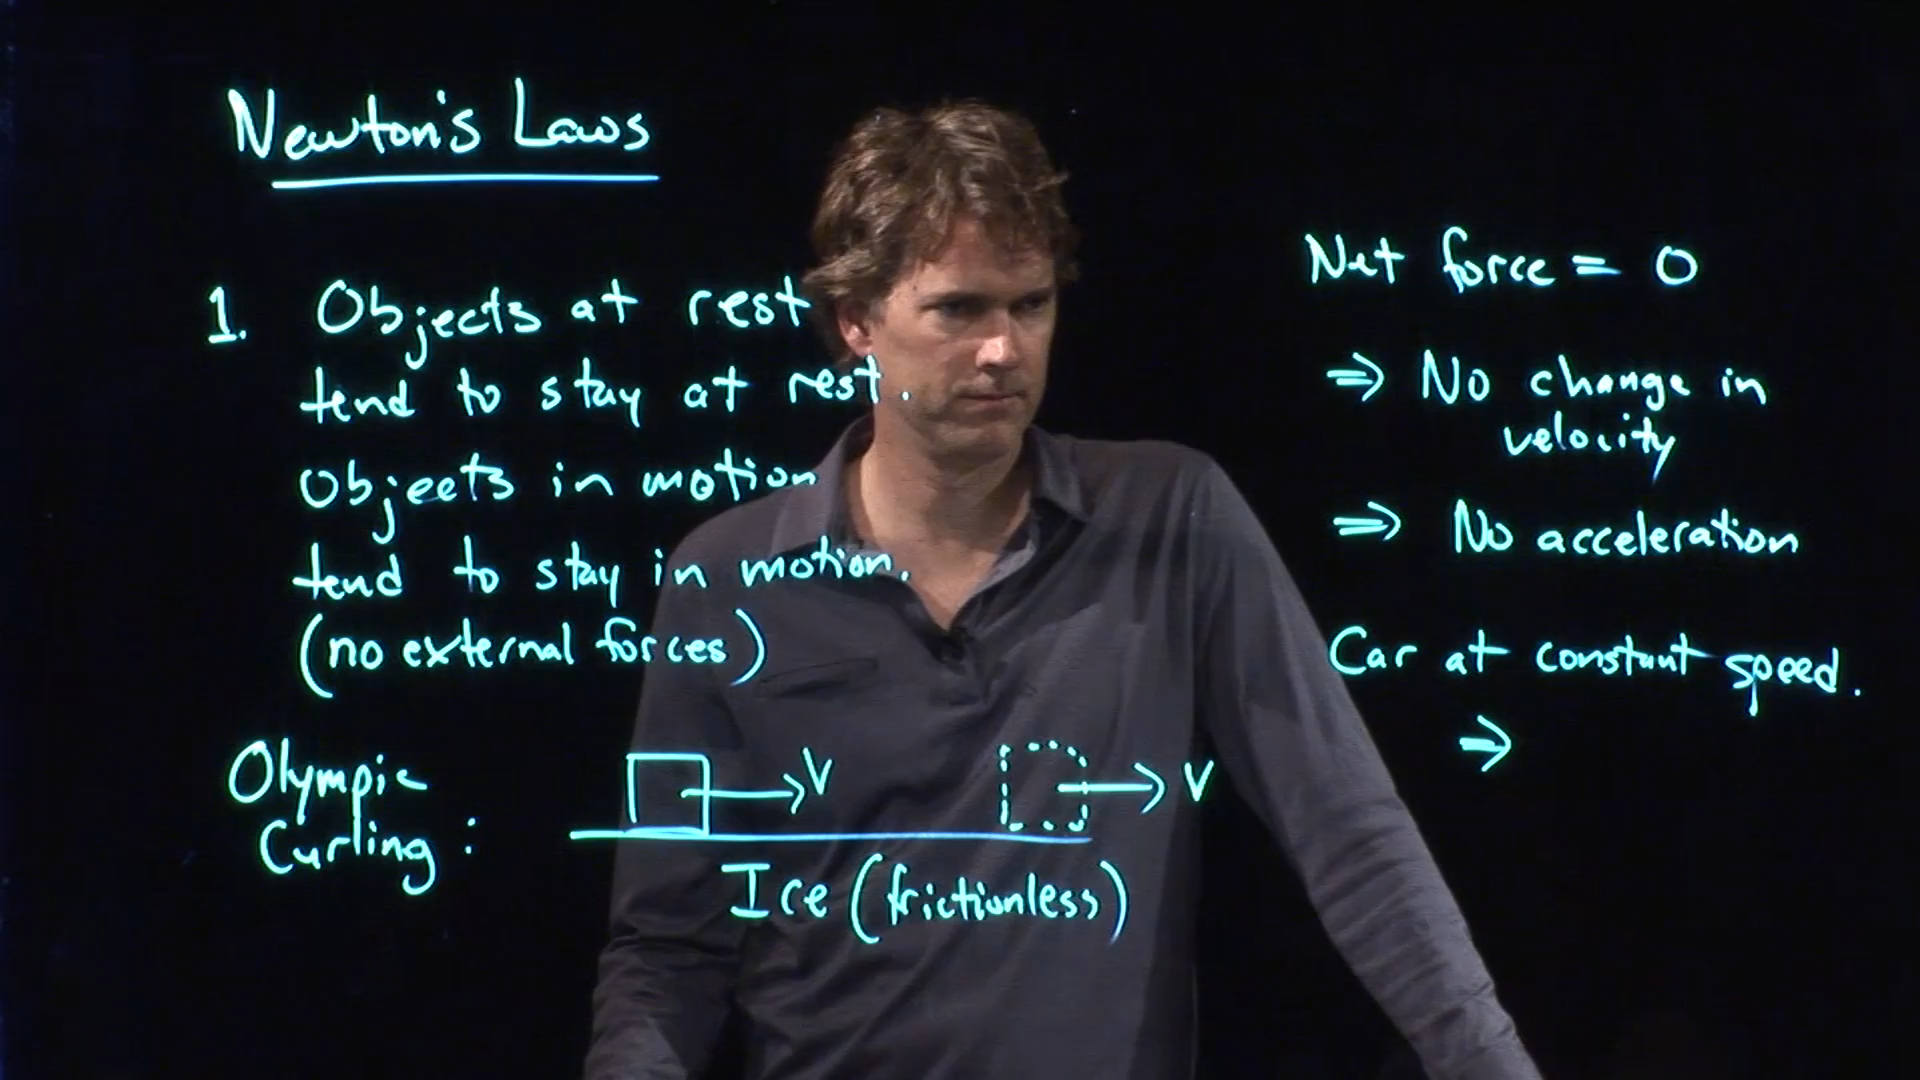 Newton's Laws
1. Objects at rest
tend to stay at rest.
Objects in motion
tend to stay in motion.
(no external forces)
Olympic
Curling:
V
V
Ice (frictionless)
Net force = 0
⇒ No change in
velocity
⇒ No acceleration
Car at constant speed.
⇒